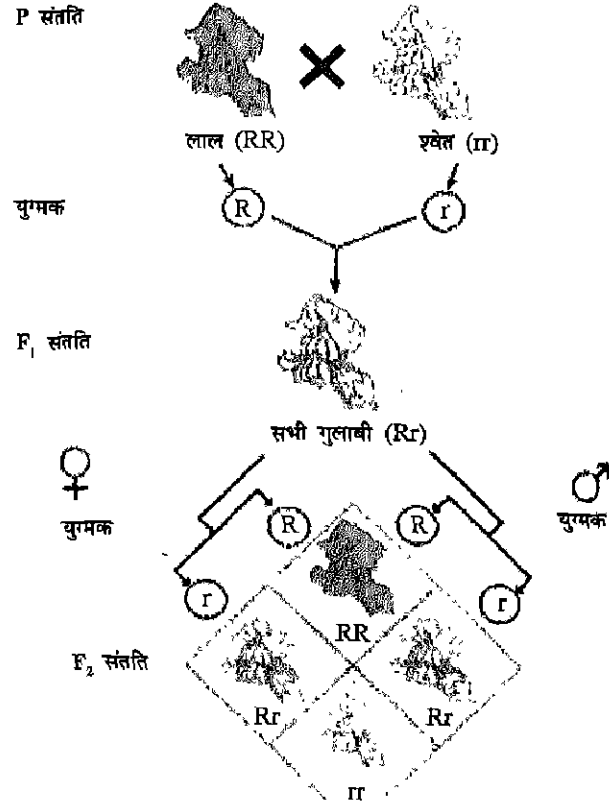 P संतति
लाल (RR)
श्वेत (rr)
युग्मक
R
r
F₁ संतति
सभी गुलाबी (Rr)
♀
युग्मक
♂
युग्मक
R
R
r
r
RR
F₂ संतति
Rr
Rr
rr